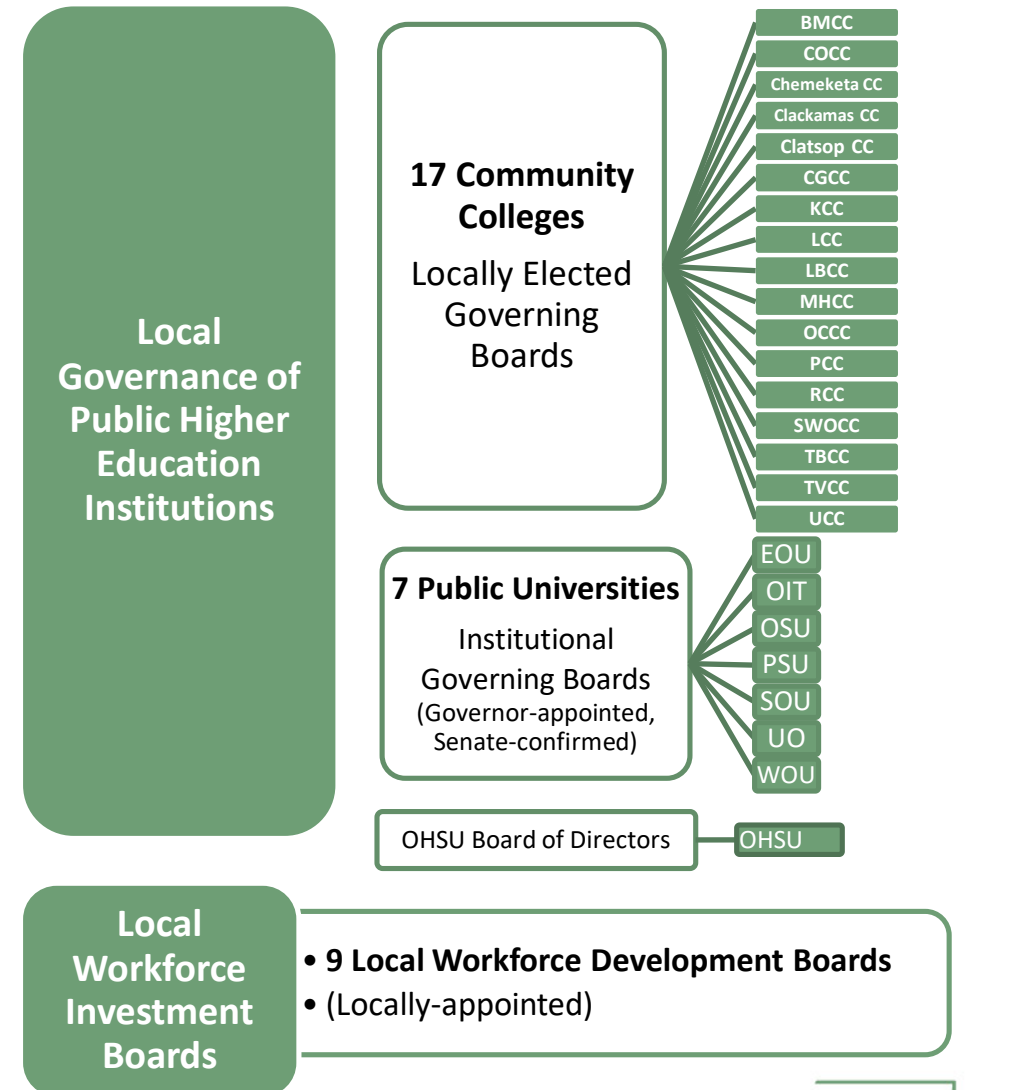 Local
Governance of
Public Higher
Education
Institutions
17 Community
Colleges
Locally Elected
Governing
Boards
BMCC
COCC
Chemeketa CC
Clackamas CC
Clatsop CC
CGCC
KCC
LCC
LBCC
MHCC
OCCC
PCC
RCC
SWOCC
TBCC
TVCC
UCC
7 Public Universities
Institutional
Governing Boards
(Governor-appointed,
Senate-confirmed)
EOU
OIT
OSU
PSU
SOU
UO
WOU
OHSU Board of Directors
OHSU
Local
Workforce
Investment
Boards
• 9 Local Workforce Development Boards
• (Locally-appointed)